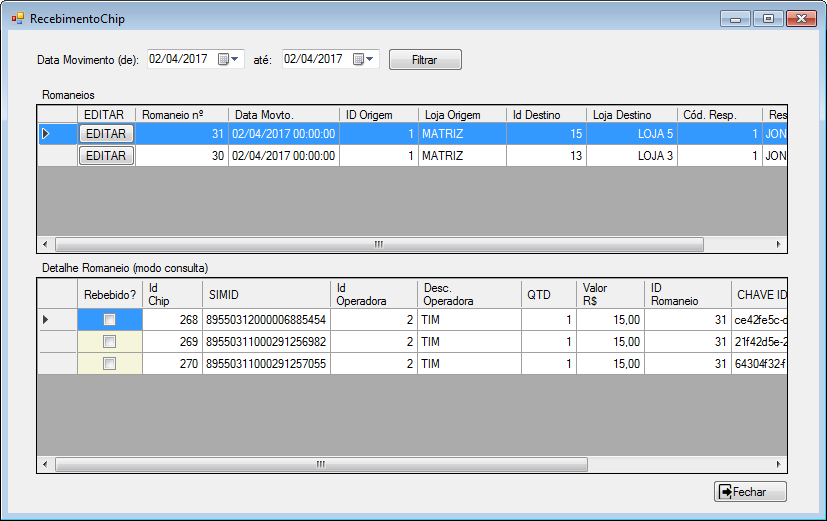 RecebimentoChip
Data Movimento (de): 02/04/2017 até: 02/04/2017 Filtrar
Romaneios
EDITAR Romaneio nº Data Movto. ID Origem Loja Origem Id Destino Loja Destino Cód. Resp. Res
EDITAR 31 02/04/2017 00:00:00 1 MATRIZ 15 LOJA 5 1 JON
EDITAR 30 02/04/2017 00:00:00 1 MATRIZ 13 LOJA 3 1 JON
Detalhe Romaneio (modo consulta)
Rebebido? Id Chip SIMID Id Operadora Desc. Operadora QTD Valor R$ ID Romaneio CHAVE ID
268 89550312000006885454 2 TIM 1 15,00 31 ce42fe5c-d
269 89550311000291256982 2 TIM 1 15,00 31 21f42d5e-2
270 89550311000291257055 2 TIM 1 15,00 31 64304f32-f
Fechar